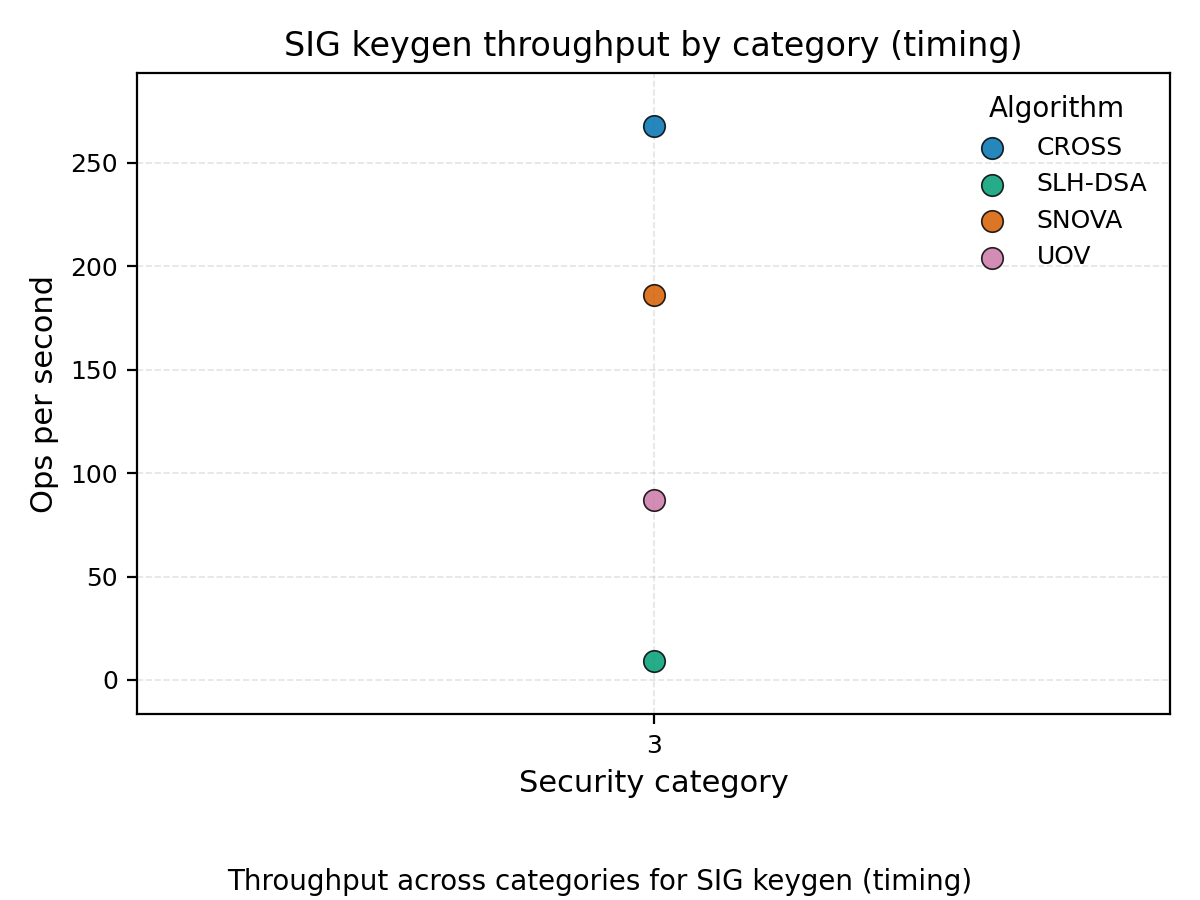 SIG keygen throughput by category (timing)
Algorithm
CROSS
SLH-DSA
SNOVA
UOV
Ops per second
250
200
150
100
50
0
3
Security category
Throughput across categories for SIG keygen (timing)